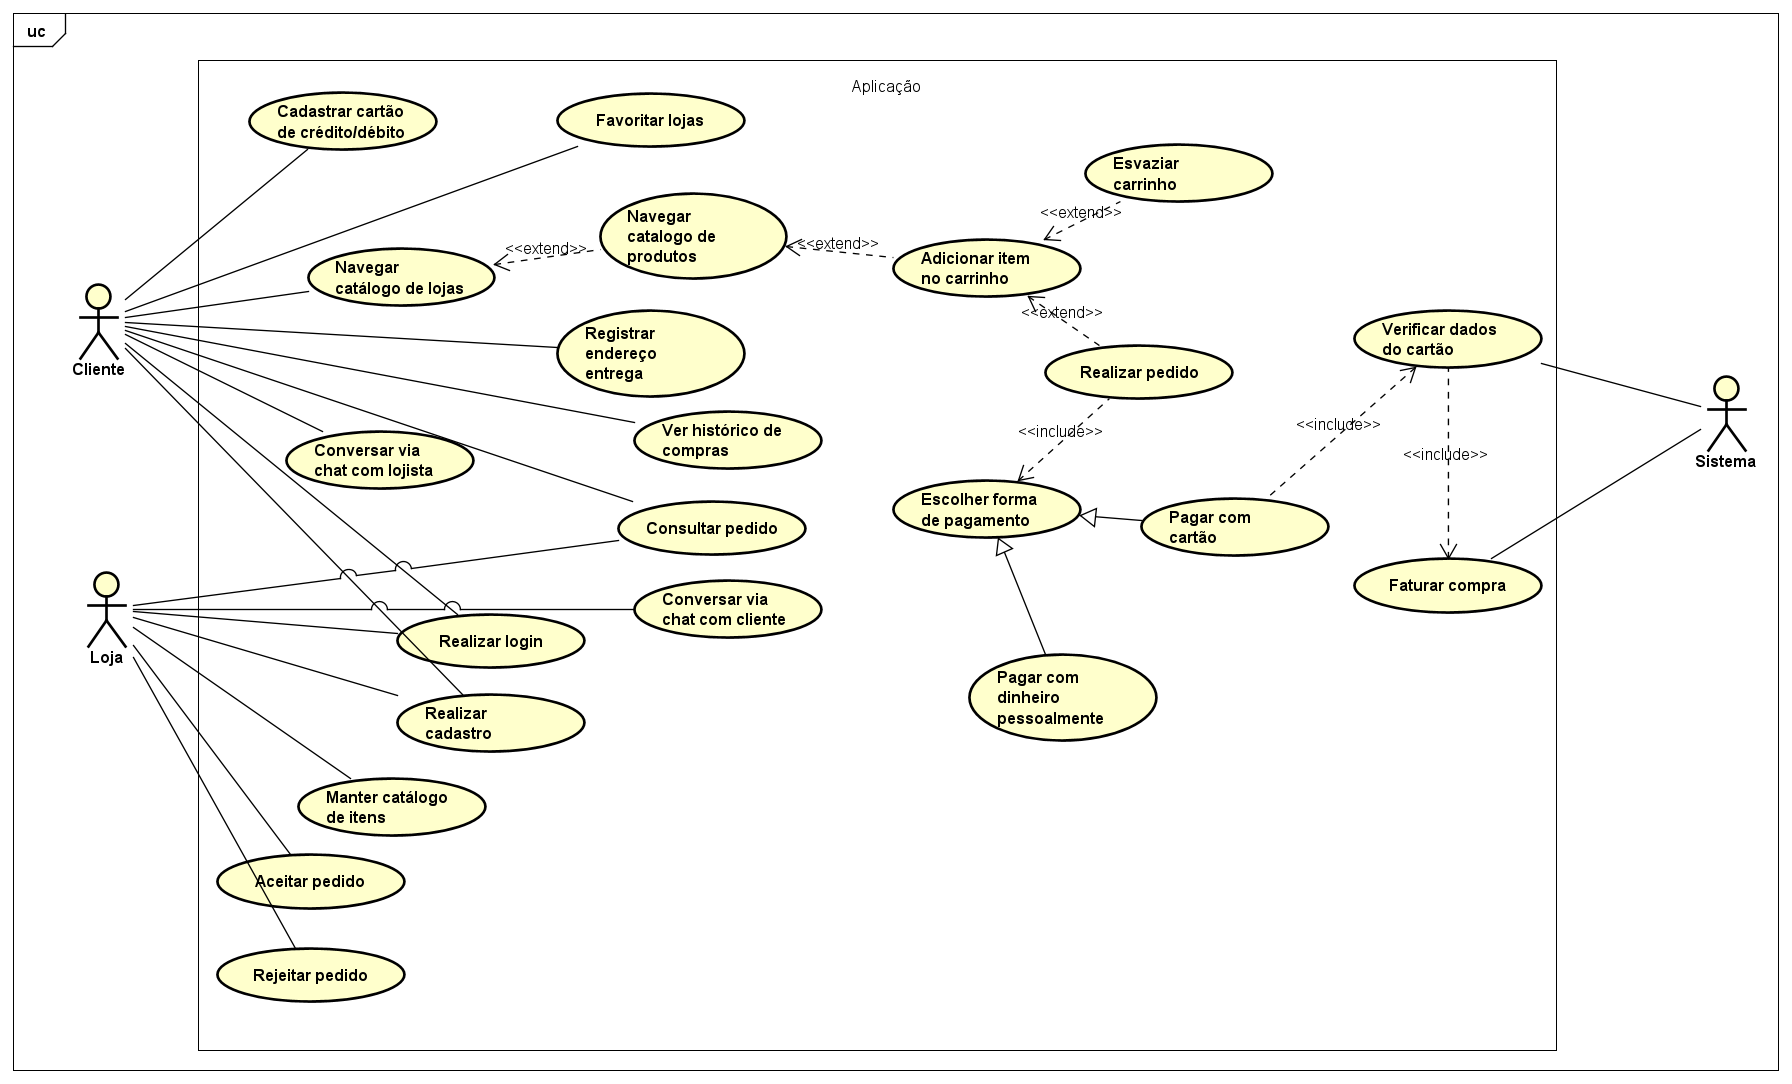 uc
Aplicação
Cadastrar cartão
de crédito/débito
Favoritar lojas
Esvaziar
carrinho
<<extend>>
Navegar
catalogo de
produtos
<<extend>>
<<extend>>
Adicionar item
no carrinho
Navegar
catálogo de lojas
<<extend>>
Registrar
endereço
entrega
Verificar dados
do cartão
Cliente
Realizar pedido
Ver histórico de
compras
<<include>>
<<include>>
<<include>>
Sistema
Conversar via
chat com lojista
Escolher forma
de pagamento
Pagar com
cartão
Consultar pedido
Faturar compra
Conversar via
chat com cliente
Realizar login
Loja
Pagar com
dinheiro
pessoalmente
Realizar
cadastro
Manter catálogo
de itens
Aceitar pedido
Rejeitar pedido